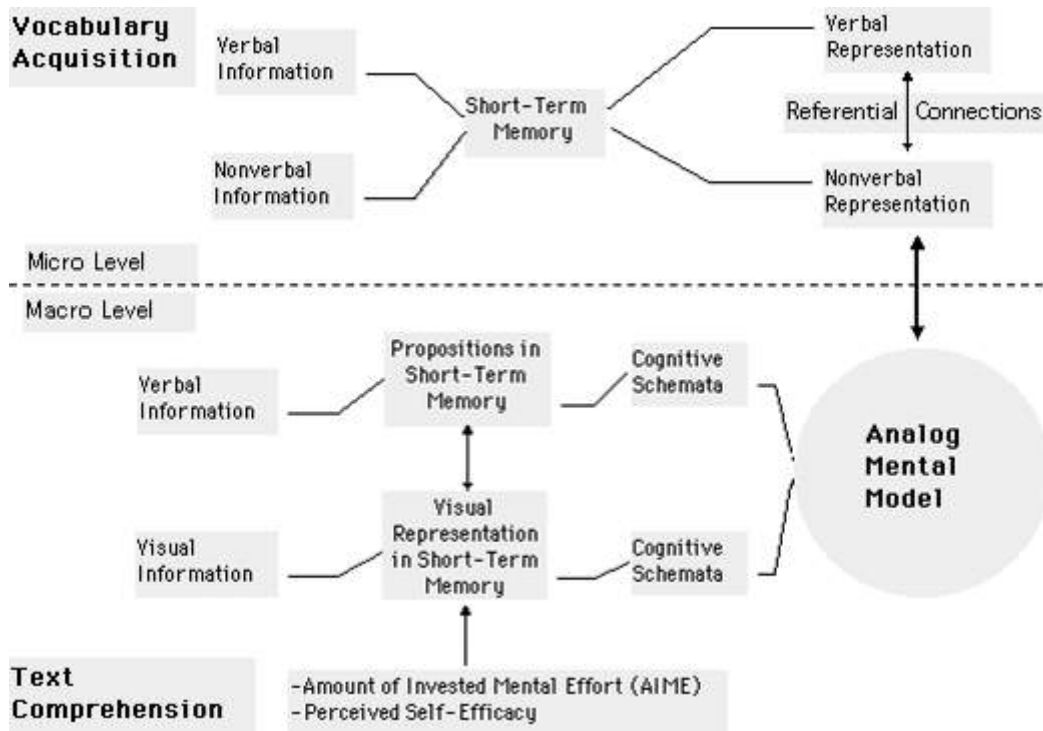 Vocabulary
Acquisition
Verbal
Information
Nonverbal
Information
Short-Term
Memory
Verbal
Representation
Referential Connections
Nonverbal
Representation
Micro Level
Macro Level
Verbal
Information
Propositions in
Short-Term
Memory
Cognitive
Schemata
Visual
Information
Visual
Representation
in Short-Term
Memory
Cognitive
Schemata
Analog
Mental
Model
Text
Comprehension
-Amount of Invested Mental Effort (AIME)
-Perceived Self-Efficacy